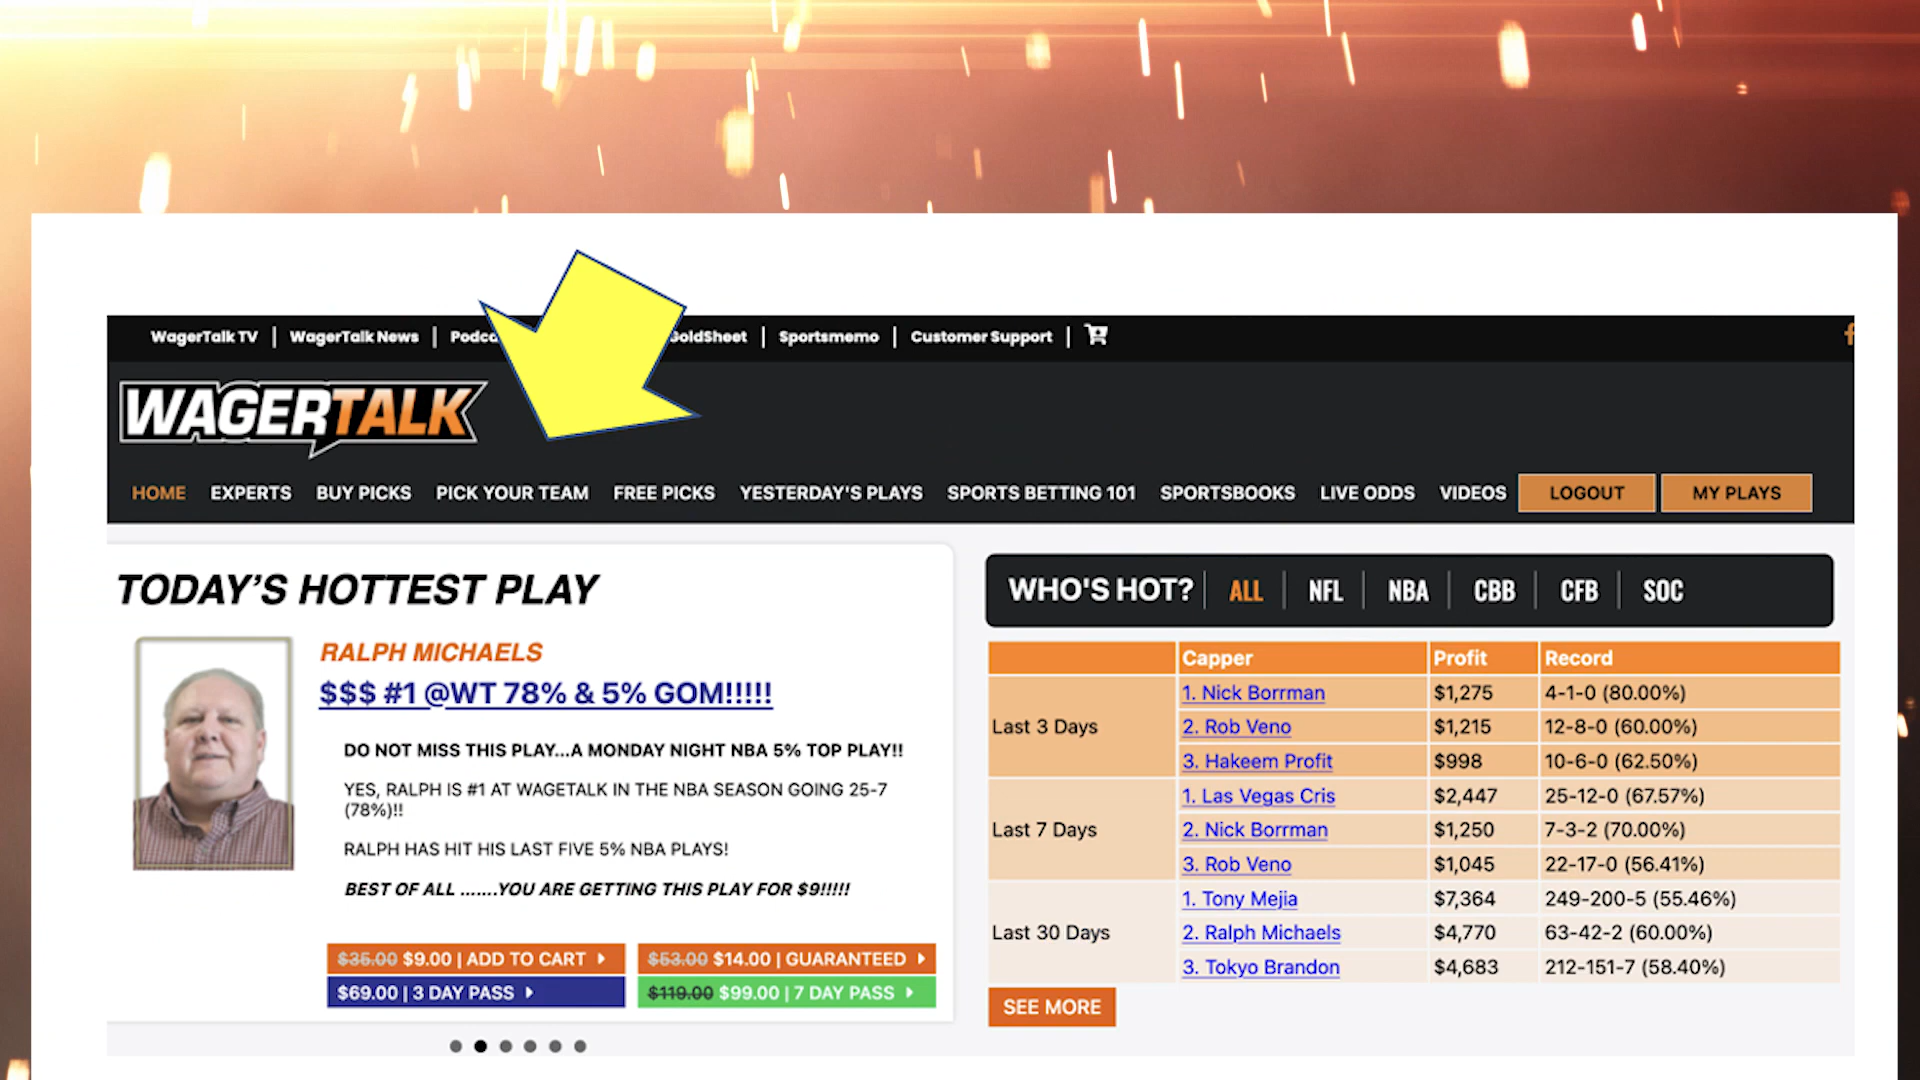 WagerTalk TV | WagerTalk News | Sportsmemo | Customer Support |
WAGERTALK
HOME EXPERTS BUY PICKS PICK YOUR TEAM FREE PICKS YESTERDAY'S PLAYS SPORTS BETTING 101 SPORTSBOOKS LIVE ODDS VIDEOS LOGOUT MY PLAYS
TODAY'S HOTTEST PLAY
RALPH MICHAELS
$$$ #1 @WT 78% & 5% GOM!!!!!
DO NOT MISS THIS PLAY...A MONDAY NIGHT NBA 5% TOP PLAY!!
YES, RALPH IS #1 AT WAGETALK IN THE NBA SEASON GOING 25-7
(78%)!!
RALPH HAS HIT HIS LAST FIVE 5% NBA PLAYS!
BEST OF ALL .......YOU ARE GETTING THIS PLAY FOR $9!!!!!
$35.00 $9.00 | ADD TO CART
$53.00 $14.00 | GUARANTEED
$69.00 | 3 DAY PASS
$119.00 $99.00 | 7 DAY PASS
WHO'S HOT? | ALL | NFL | NBA | CBB | CFB | SOC
Capper Profit Record
Last 3 Days
1. Nick Borrman $1,275 4-1-0 (80.00%)
2. Rob Veno $1,215 12-8-0 (60.00%)
3. Hakeem Profit $998 10-6-0 (62.50%)
Last 7 Days
1. Las Vegas Cris $2,447 25-12-0 (67.57%)
2. Nick Borrman $1,250 7-3-2 (70.00%)
3. Rob Veno $1,045 22-17-0 (56.41%)
Last 30 Days
1. Tony Mejia $7,364 249-200-5 (55.46%)
2. Ralph Michaels $4,770 63-42-2 (60.00%)
3. Tokyo Brandon $4,683 212-151-7 (58.40%)
SEE MORE